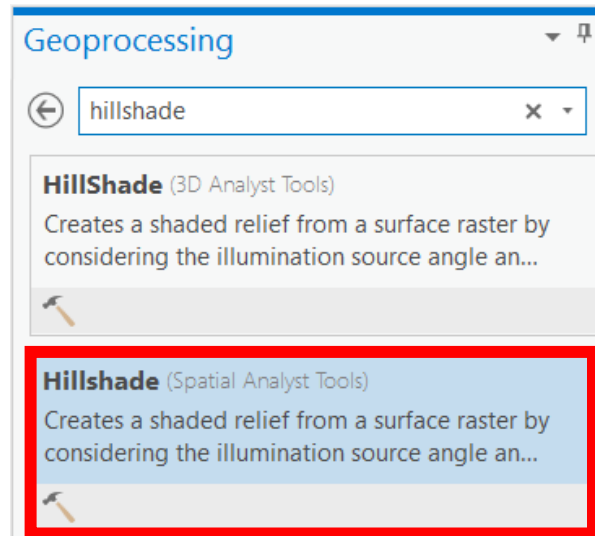 Geoprocessing
hillshade
HillShade (3D Analyst Tools)
Creates a shaded relief from a surface raster by
considering the illumination source angle an...
Hillshade (Spatial Analyst Tools)
Creates a shaded relief from a surface raster by
considering the illumination source angle an...